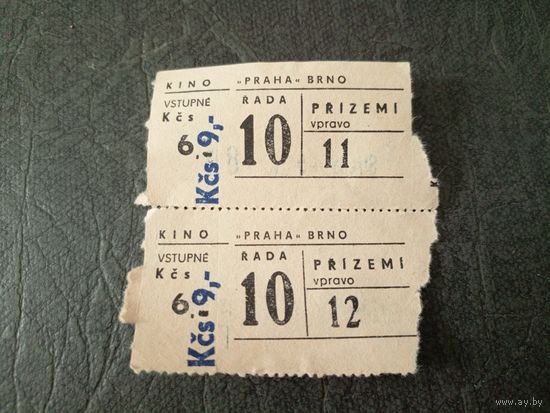 KINO „PRAHA“ BRNO
VSTUPNÉ ŘADA PŘÍZEMÍ
Kčs vpravo
6 Kčs 9,- 10 11
KINO „PRAHA“ BRNO
VSTUPNÉ ŘADA PŘÍZEMÍ
Kčs vpravo
6 Kčs 9,- 10 12
www.ay.by